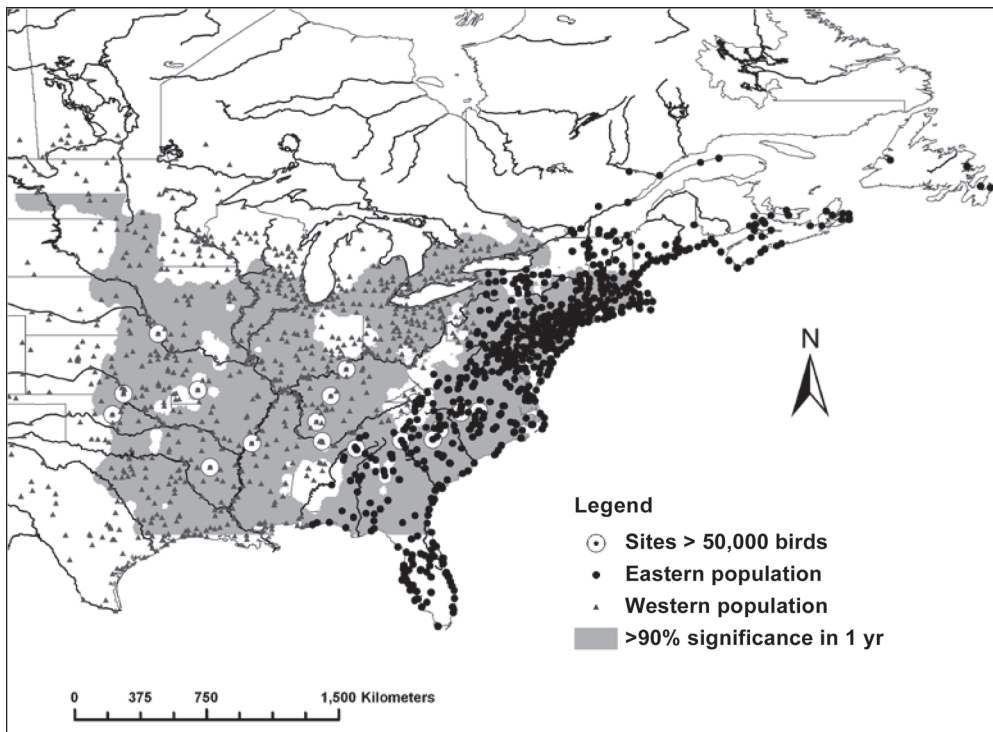 N
Legend
Sites > 50,000 birds
Eastern population
Western population
>90% significance in 1 yr
0 375 750 1,500 Kilometers